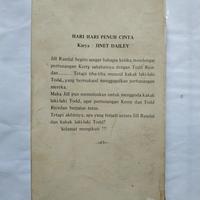 HARI HARI PENUH CINTA
Karya : JINET DAILEY
Jill Randal begitu sangat bahagia ketika mendengar
pertunangan Kerry sahabatnya dengan Todd Rien
dan........... Tetapi tiba-tiba muncul kakak laki-laki
Todd, yang bermaksud menggagalkan pertunangan
mereka.
Maka Jill pun memutuskan untuk menggoda kakak
laki-laki Todd, agar pertunangan Kerry dan Todd
Riordan berjalan terus.
Tetapi akhirnya, apa yang terjadi antara Jill Randal
dan kakak laki-laki Todd?
Selamat mengikuti !!!